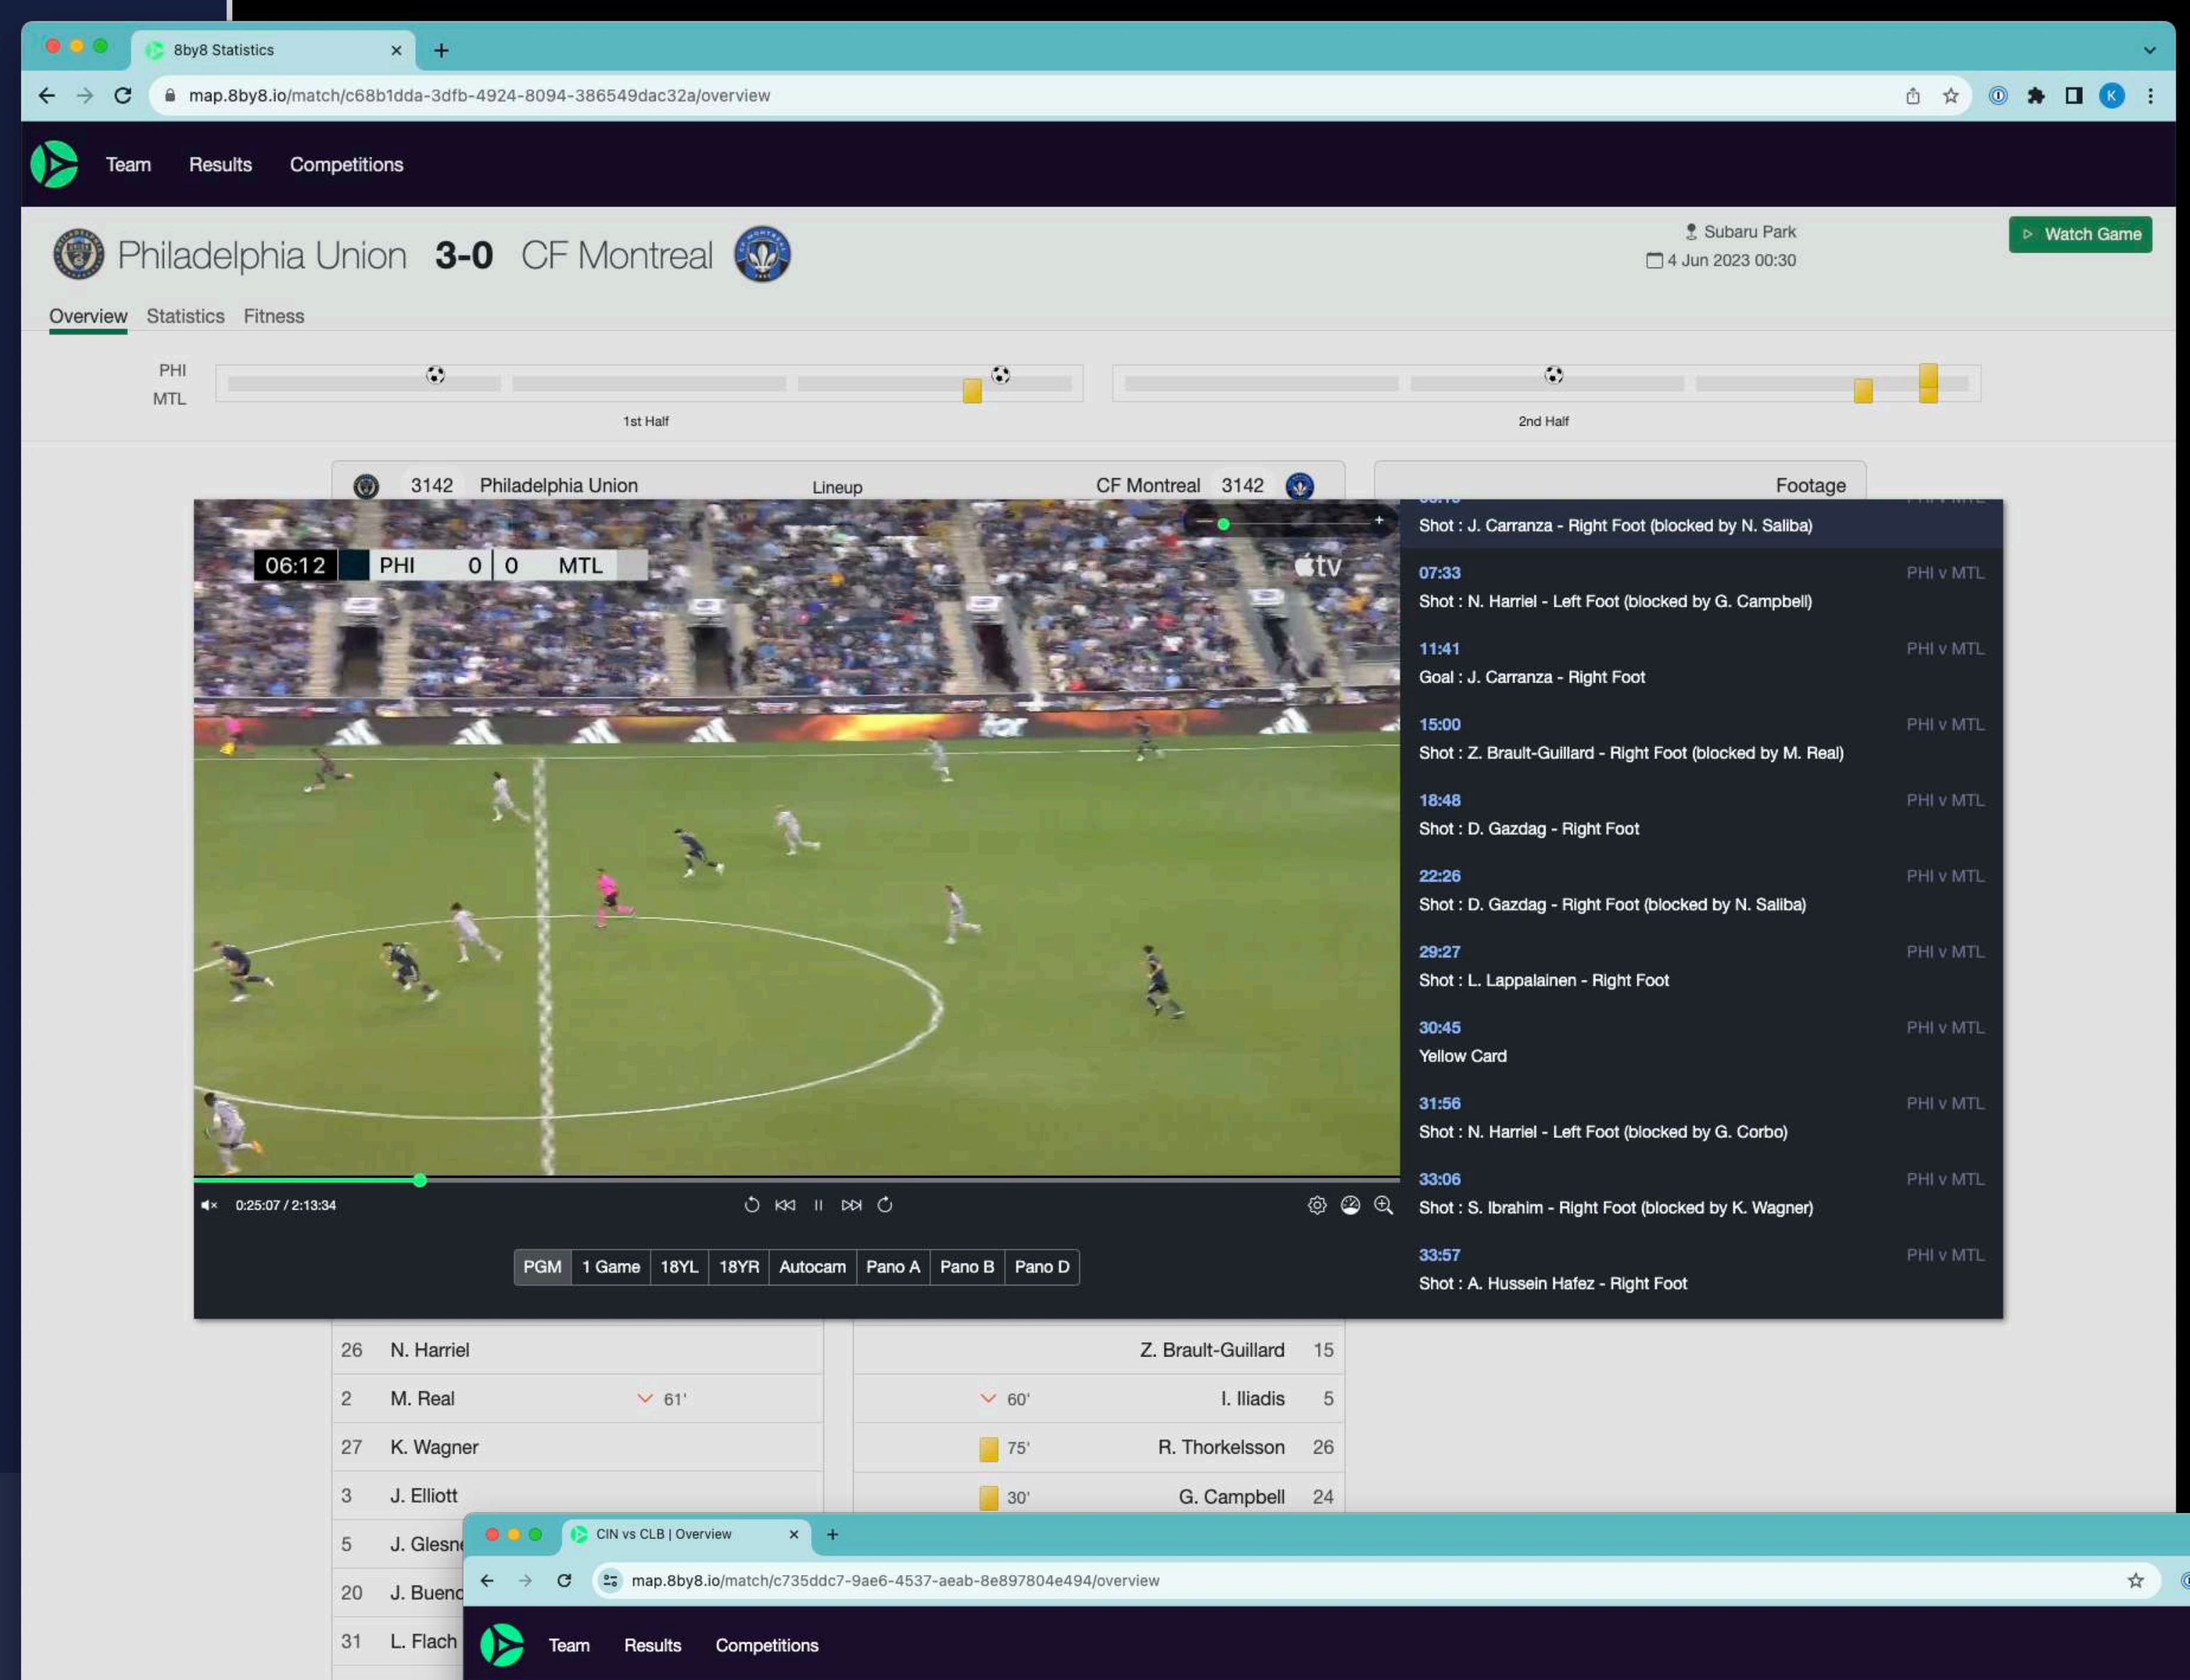 8by8 Statistics
map.8by8.io/match/c68b1dda-3dfb-4924-8094-386549dac32a/overview
K
Team Results Competitions
Philadelphia Union 3-0 CF Montreal
Subaru Park
4 Jun 2023 00:30
Watch Game
Overview Statistics Fitness
PHI
MTL
1st Half
2nd Half
3142 Philadelphia Union Lineup CF Montreal 3142
Footage
06:12 PHI 0 0 MTL
tv
Shot : J. Carranza - Right Foot (blocked by N. Saliba)
07:33 PHI v MTL
Shot : N. Harriel - Left Foot (blocked by G. Campbell)
11:41 PHI v MTL
Goal : J. Carranza - Right Foot
15:00 PHI v MTL
Shot : Z. Brault-Guillard - Right Foot (blocked by M. Real)
18:48 PHI v MTL
Shot : D. Gazdag - Right Foot
22:26 PHI v MTL
Shot : D. Gazdag - Right Foot (blocked by N. Saliba)
29:27 PHI v MTL
Shot : L. Lappalainen - Right Foot
30:45 PHI v MTL
Yellow Card
31:56 PHI v MTL
Shot : N. Harriel - Left Foot (blocked by G. Corbo)
33:06 PHI v MTL
Shot : S. Ibrahim - Right Foot (blocked by K. Wagner)
33:57 PHI v MTL
Shot : A. Hussein Hafez - Right Foot
0:25:07 / 2:13:34
PGM 1 Game 18YL 18YR Autocam Pano A Pano B Pano D
26 N. Harriel Z. Brault-Guillard 15
2 M. Real 61' 60' I. Iliadis 5
27 K. Wagner 75' R. Thorkelsson 26
3 J. Elliott 30' G. Campbell 24
5 J. Glesne
20 J. Bueno
31 L. Flach
CIN vs CLB | Overview
map.8by8.io/match/c735ddc7-9ae6-4537-aeab-8e897804e494/overview
Team Results Competitions